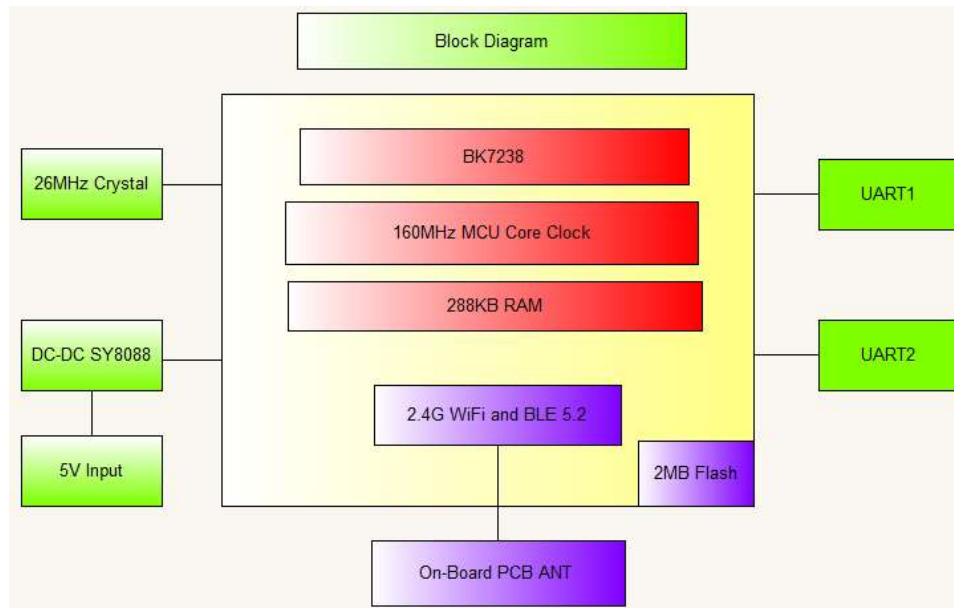 Block Diagram
BK7238
26MHz Crystal
UART1
160MHz MCU Core Clock
288KB RAM
DC-DC SY8088
UART2
2.4G WiFi and BLE 5.2
5V Input
2MB Flash
On-Board PCB ANT